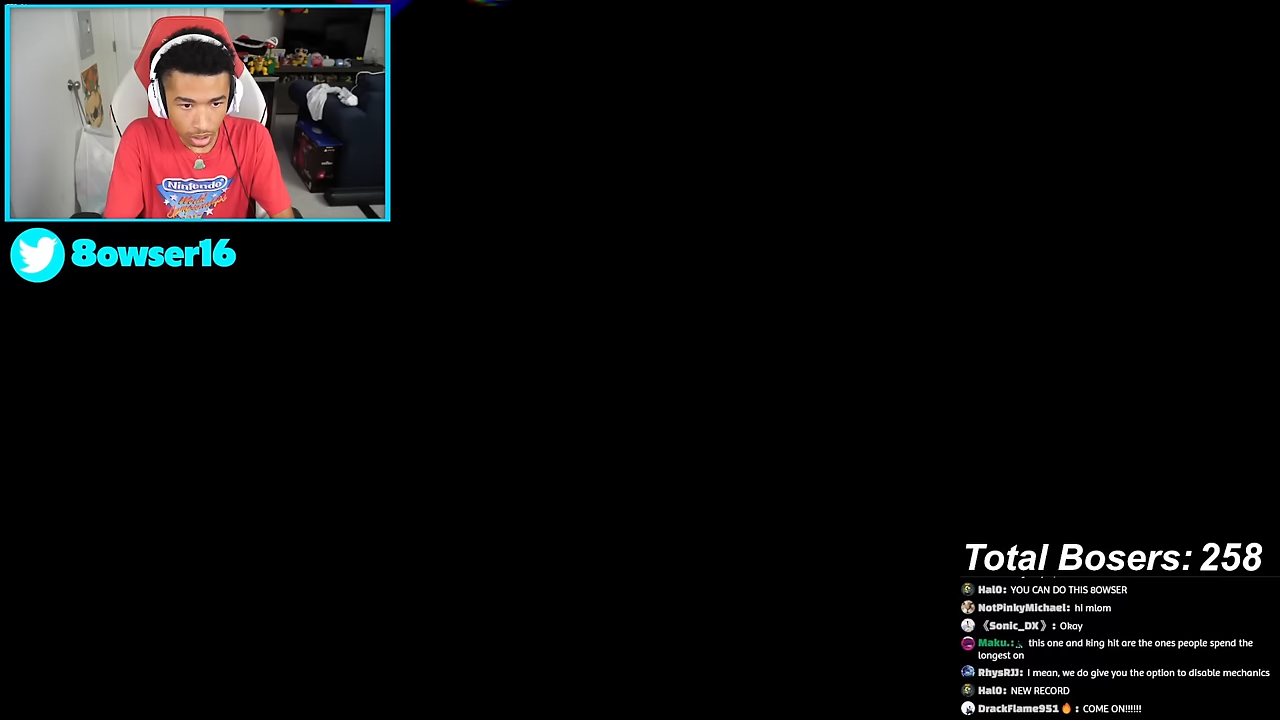 Nintendo
8owser16
Total Bosers: 258
HalO: YOU CAN DO THIS 8OWSER
NotPinkyMichael: hi mlom
《Sonic_DX 》: Okay
Maku.: this one and king hit are the ones people spend the
longest on
RhysRJJ: I mean, we do give you the option to disable mechanics
HalO: NEW RECORD
DrackFlame951🔥 : COME ON!!!!!!